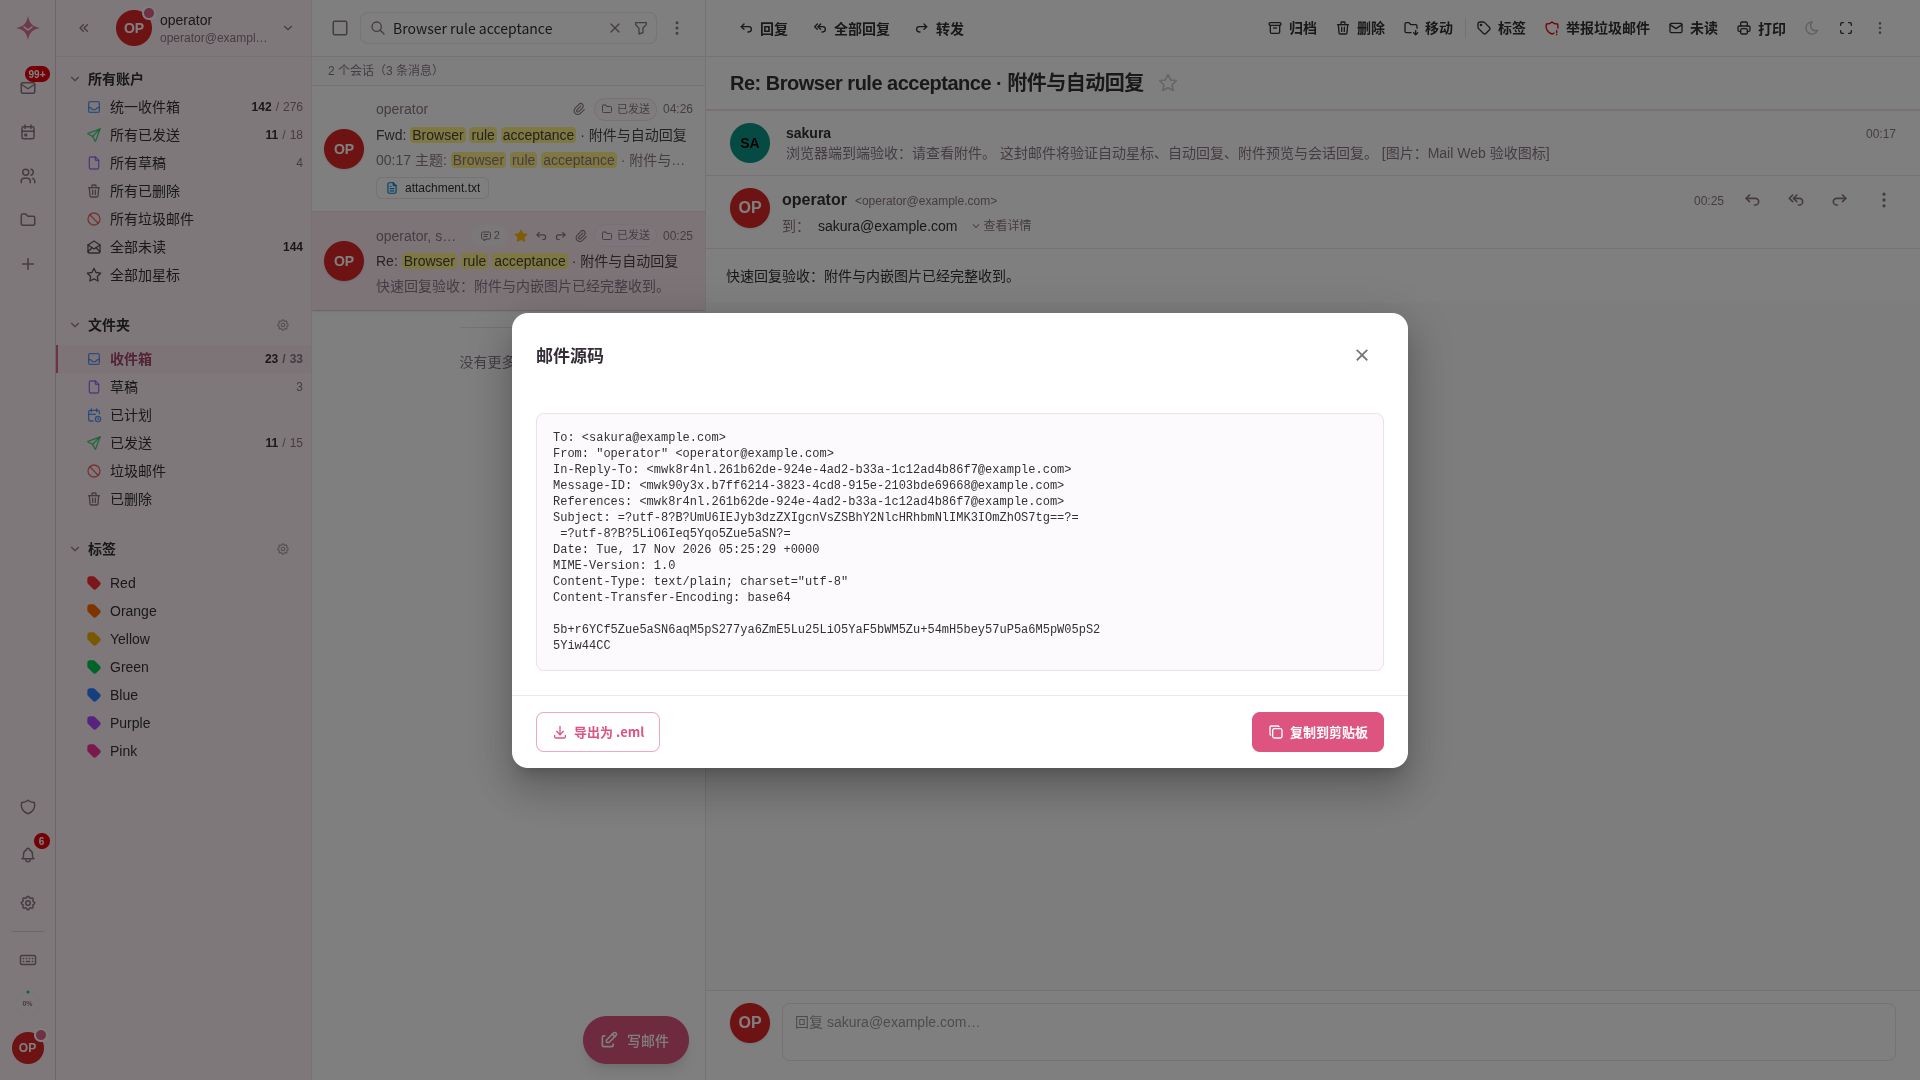 OP
operator
operator@exampl…
99+
所有账户
统一收件箱 142 / 276
所有已发送 11 / 18
所有草稿 4
所有已删除
所有垃圾邮件
全部未读 144
全部加星标
文件夹
收件箱 23 / 33
草稿 3
已计划
已发送 11 / 15
垃圾邮件
已删除
标签
Red
Orange
Yellow
Green
Blue
Purple
Pink
6
0%
OP
Browser rule acceptance
2 个会话（3 条消息）
operator 已发送 04:26
OP
Fwd: Browser rule acceptance · 附件与自动回复
00:17 主题: Browser rule acceptance · 附件与…
attachment.txt
operator, s… 2 已发送 00:25
OP
Re: Browser rule acceptance · 附件与自动回复
快速回复验收：附件与内嵌图片已经完整收到。
没有更多
写邮件
回复 全部回复 转发 归档 删除 移动 标签 举报垃圾邮件 未读 打印
Re: Browser rule acceptance · 附件与自动回复
SA
sakura 00:17
浏览器端到端验收：请查看附件。 这封邮件将验证自动星标、自动回复、附件预览与会话回复。 [图片：Mail Web 验收图标]
OP
operator <operator@example.com> 00:25
到： sakura@example.com 查看详情
快速回复验收：附件与内嵌图片已经完整收到。
邮件源码
To: <sakura@example.com>
From: "operator" <operator@example.com>
In-Reply-To: <mwk8r4nl.261b62de-924e-4ad2-b33a-1c12ad4b86f7@example.com>
Message-ID: <mwk90y3x.b7ff6214-3823-4cd8-915e-2103bde69668@example.com>
References: <mwk8r4nl.261b62de-924e-4ad2-b33a-1c12ad4b86f7@example.com>
Subject: =?utf-8?B?UmU6IEJyb3dzZXIgcnVsZSBhY2NlcHRhbmNlIMK3IOmZhOS7tg==?=
 =?utf-8?B?5LiO6Ieq5Yqo5Zue5aSN?=
Date: Tue, 17 Nov 2026 05:25:29 +0000
MIME-Version: 1.0
Content-Type: text/plain; charset="utf-8"
Content-Transfer-Encoding: base64
5b+r6YCf5Zue5aSN6aqM5pS277ya6ZmE5Lu25LiO5YaF5bWM5Zu+54mH5bey57uP5a6M5pW05pS2
5Yiw44CC
导出为 .eml
复制到剪贴板
OP
回复 sakura@example.com…